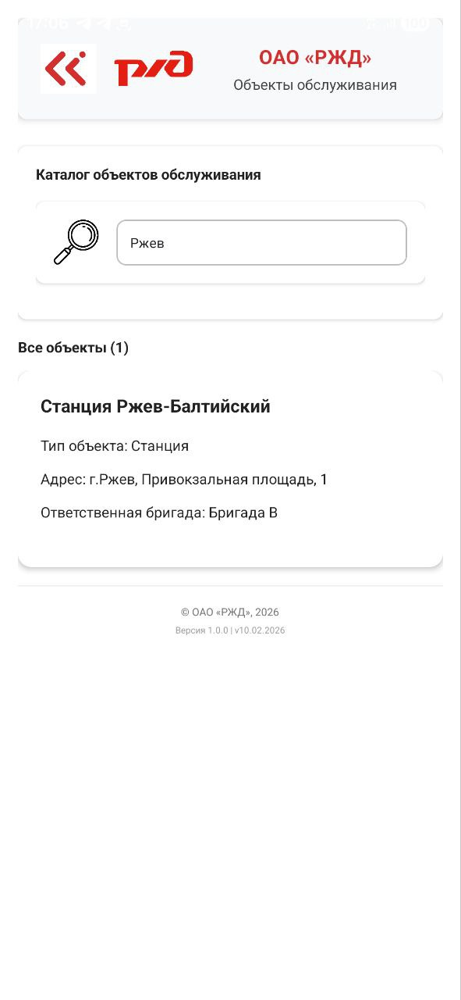 17:06
100
РЖД
ОАО «РЖД»
Объекты обслуживания
Каталог объектов обслуживания
Ржев
Все объекты (1)
Станция Ржев-Балтийский
Тип объекта: Станция
Адрес: г.Ржев, Привокзальная площадь, 1
Ответственная бригада: Бригада В
© ОАО «РЖД», 2026
Версия 1.0.0 | v10.02.2026